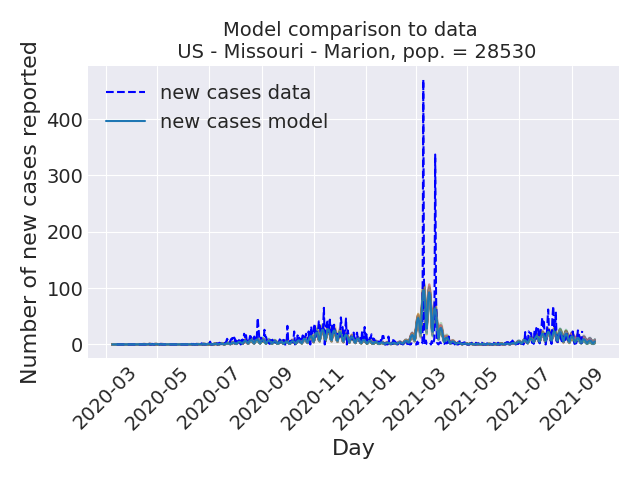 Model comparison to data
US - Missouri - Marion, pop. = 28530
Number of new cases reported
new cases data
new cases model
400
300
200
100
0
2020-03
2020-05
2020-07
2020-09
2020-11
2021-01
2021-03
2021-05
2021-07
2021-09
Day